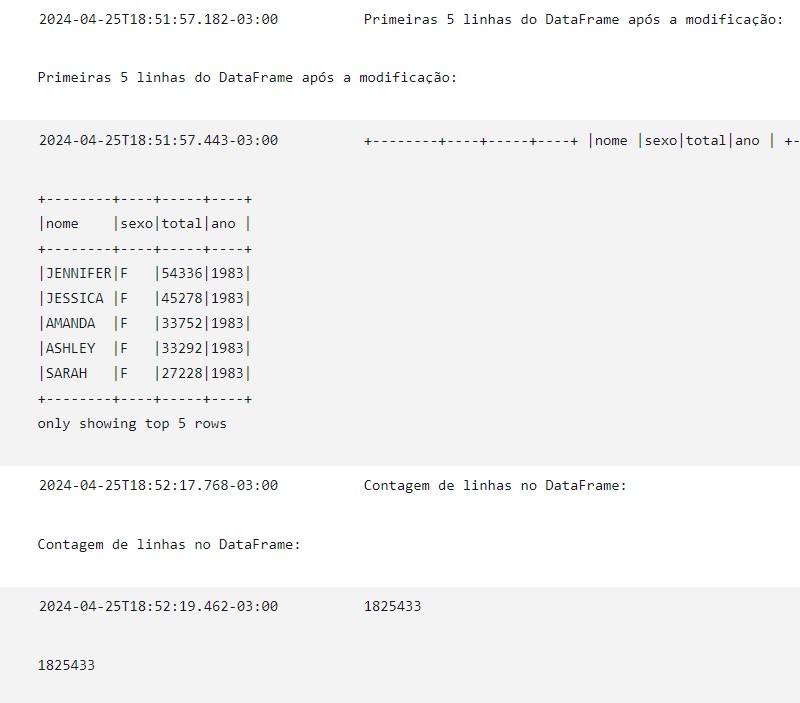 2024-04-25T18:51:57.182-03:00 Primeiras 5 linhas do DataFrame após a modificação:
Primeiras 5 linhas do DataFrame após a modificação:
2024-04-25T18:51:57.443-03:00 +--------+----+-----+----+ |nome |sexo|total|ano | +-
+--------+----+-----+----+
|nome    |sexo|total|ano |
+--------+----+-----+----+
|JENNIFER|F   |54336|1983|
|JESSICA |F   |45278|1983|
|AMANDA  |F   |33752|1983|
|ASHLEY  |F   |33292|1983|
|SARAH   |F   |27228|1983|
+--------+----+-----+----+
only showing top 5 rows
2024-04-25T18:52:17.768-03:00 Contagem de linhas no DataFrame:
Contagem de linhas no DataFrame:
2024-04-25T18:52:19.462-03:00 1825433
1825433